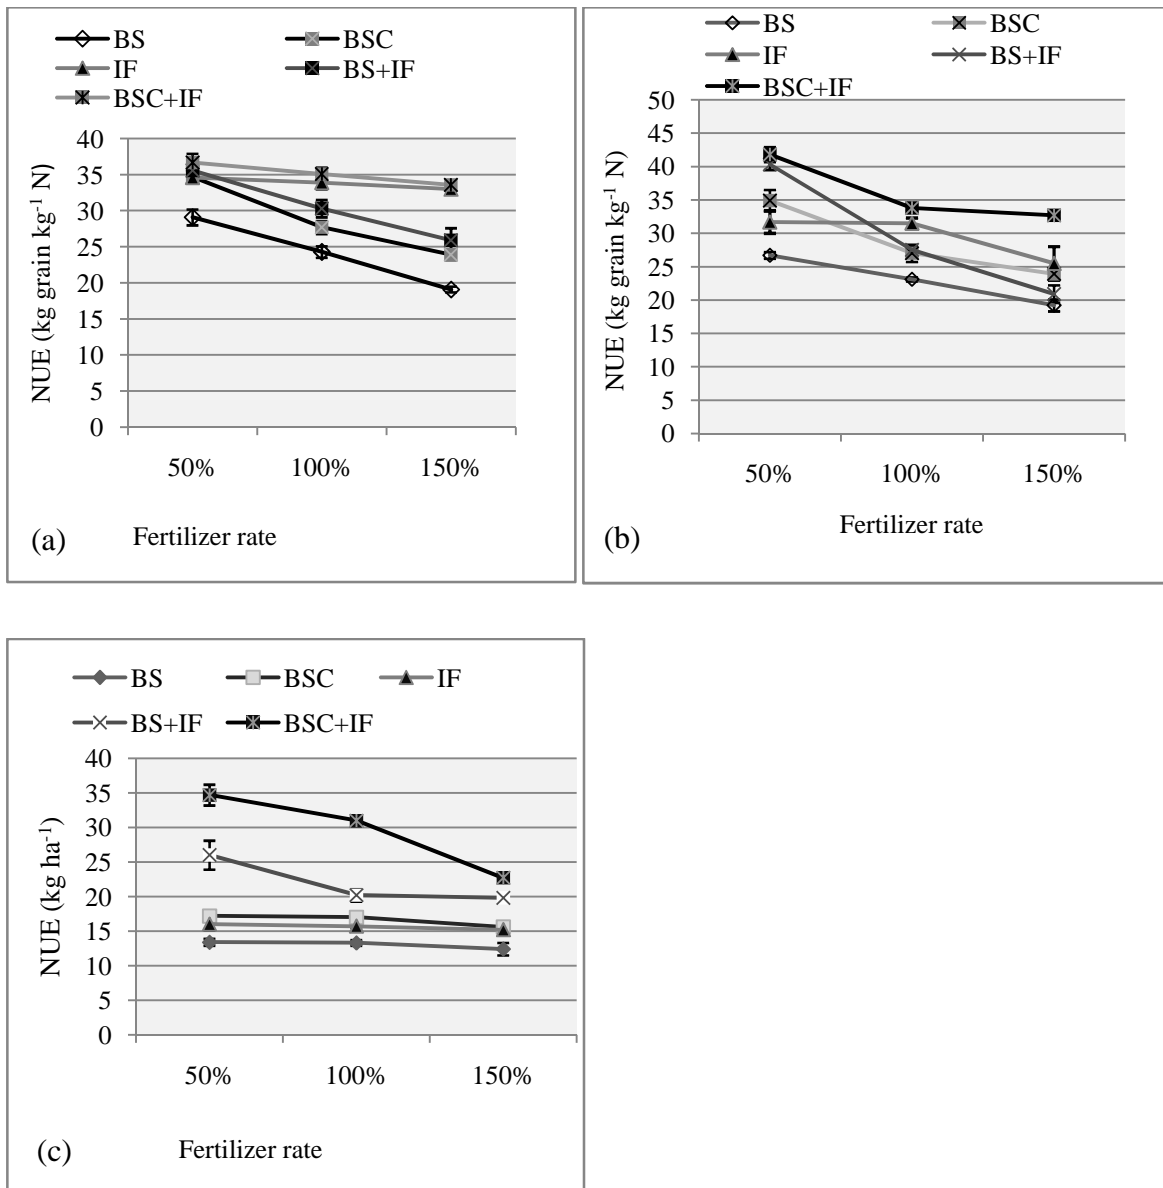 BS BSC
IF BS+IF
BSC+IF
NUE (kg grain kg⁻¹ N)
40
35
30
25
20
15
10
5
0
50% 100% 150%
(a) Fertilizer rate
BS BSC
IF BS+IF
BSC+IF
NUE (kg grain kg⁻¹ N)
50
45
40
35
30
25
20
15
10
5
0
50% 100% 150%
Fertilizer rate
(b)
BS BSC IF
BS+IF BSC+IF
NUE (kg ha⁻¹)
40
35
30
25
20
15
10
5
0
50% 100% 150%
(c) Fertilizer rate